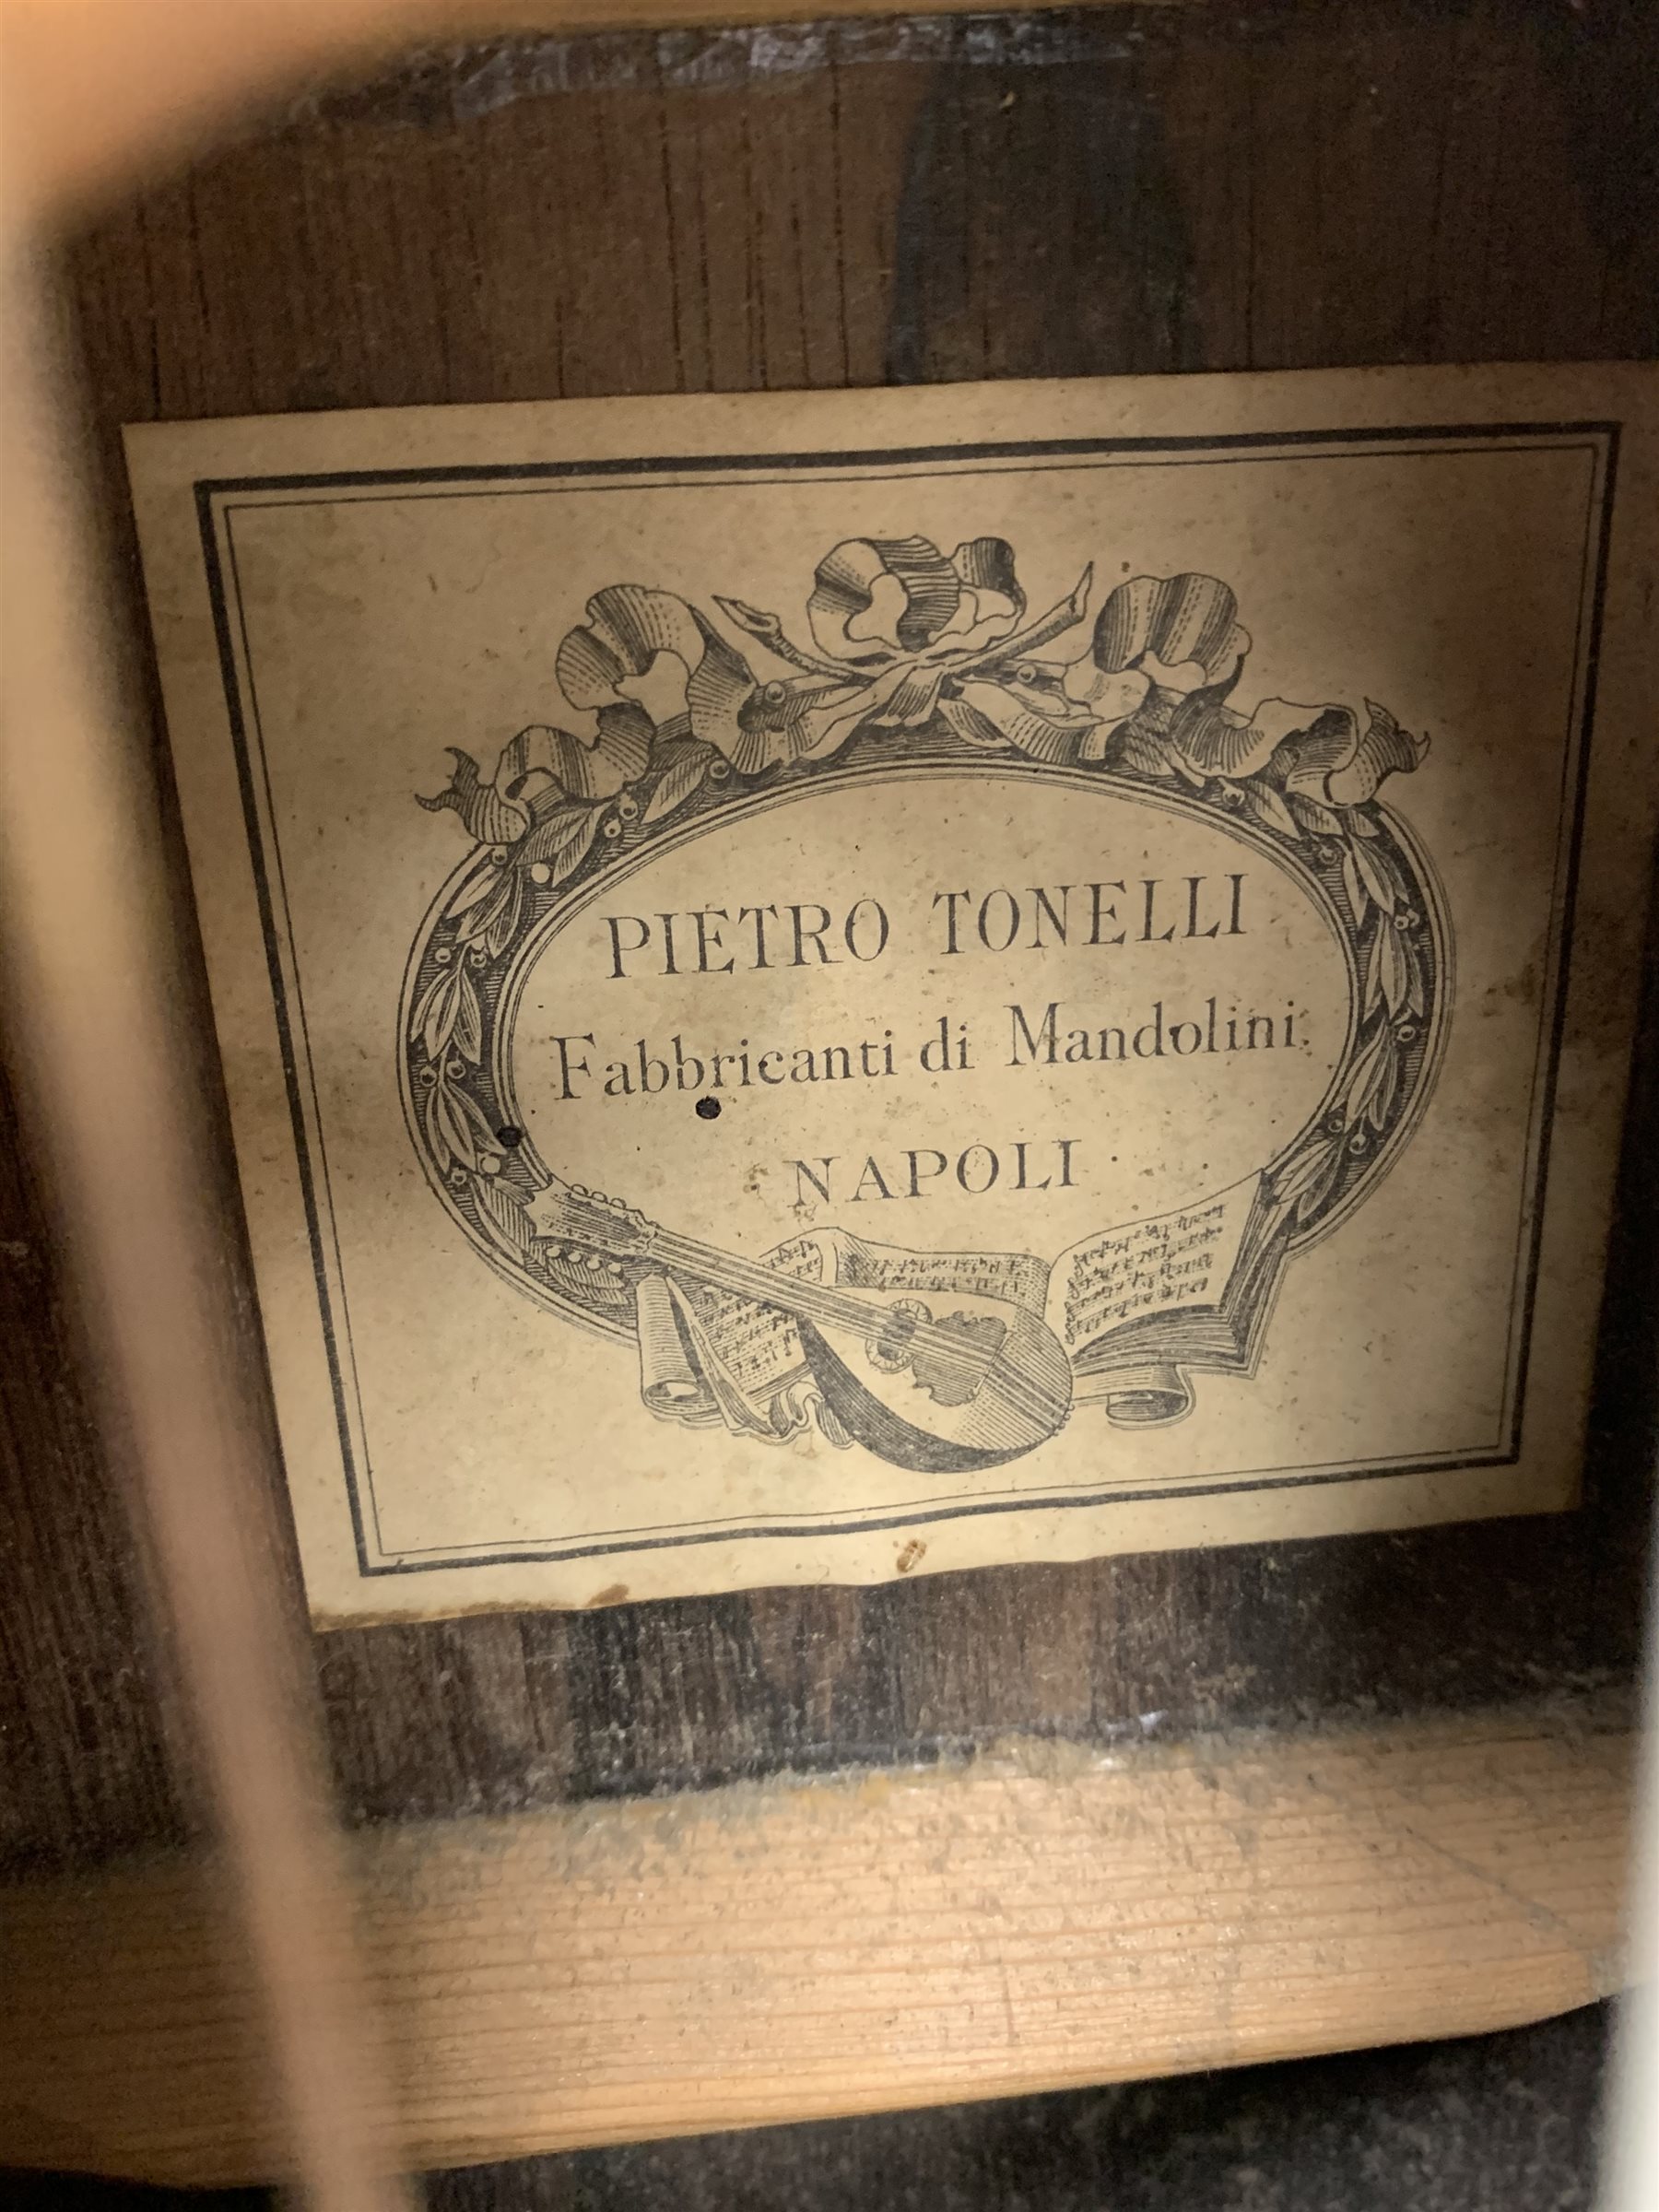 PIETRO TONELLI
Fabbricanti di Mandolini
NAPOLI